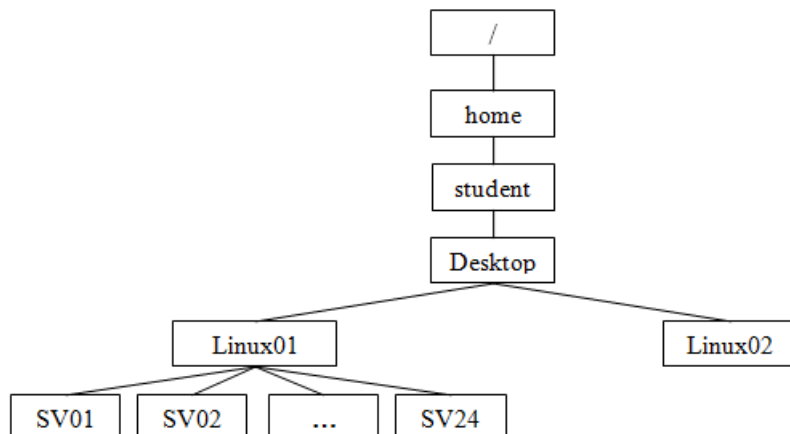 /
home
student
Desktop
Linux01
Linux02
SV01
SV02
...
SV24